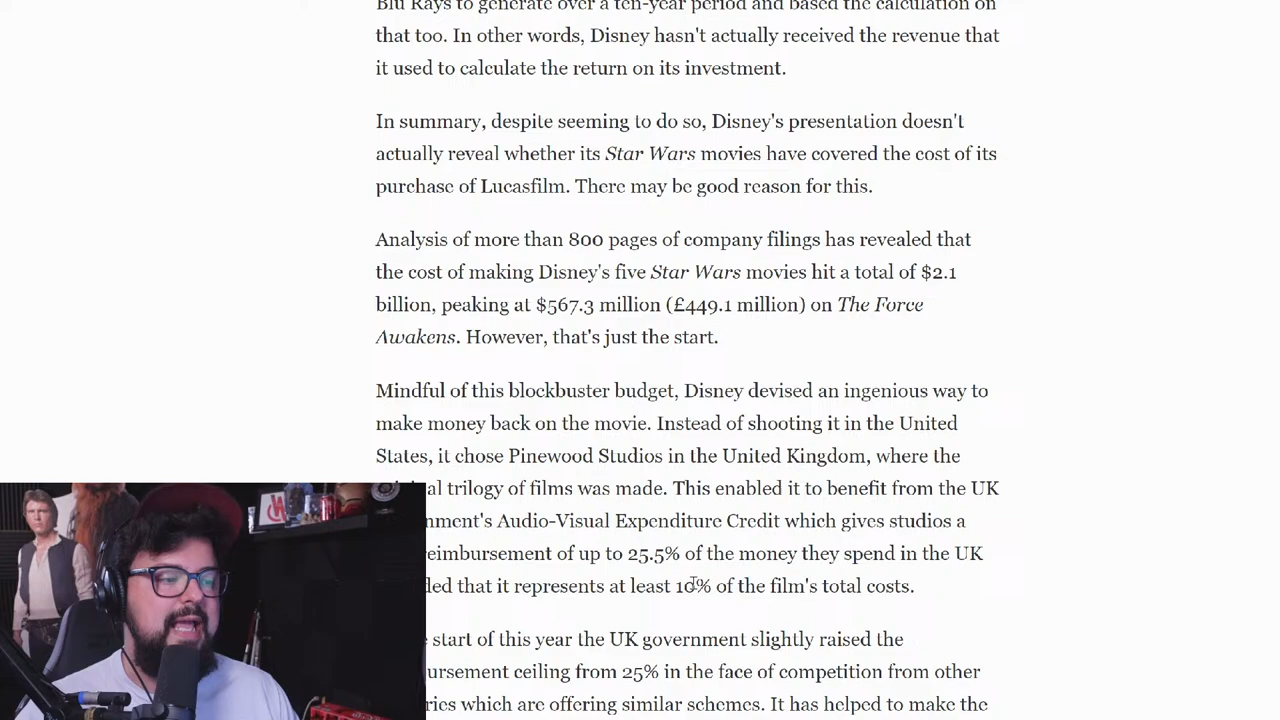 Blu Rays to generate over a ten-year period and based the calculation on
that too. In other words, Disney hasn't actually received the revenue that
it used to calculate the return on its investment.
In summary, despite seeming to do so, Disney's presentation doesn't
actually reveal whether its Star Wars movies have covered the cost of its
purchase of Lucasfilm. There may be good reason for this.
Analysis of more than 800 pages of company filings has revealed that
the cost of making Disney's five Star Wars movies hit a total of $2.1
billion, peaking at $567.3 million (£449.1 million) on The Force
Awakens. However, that's just the start.
Mindful of this blockbuster budget, Disney devised an ingenious way to
make money back on the movie. Instead of shooting it in the United
States, it chose Pinewood Studios in the United Kingdom, where the
al trilogy of films was made. This enabled it to benefit from the UK
nment's Audio-Visual Expenditure Credit which gives studios a
eimbursement of up to 25.5% of the money they spend in the UK
ded that it represents at least 10% of the film's total costs.
start of this year the UK government slightly raised the
ursement ceiling from 25% in the face of competition from other
ries which are offering similar schemes. It has helped to make the